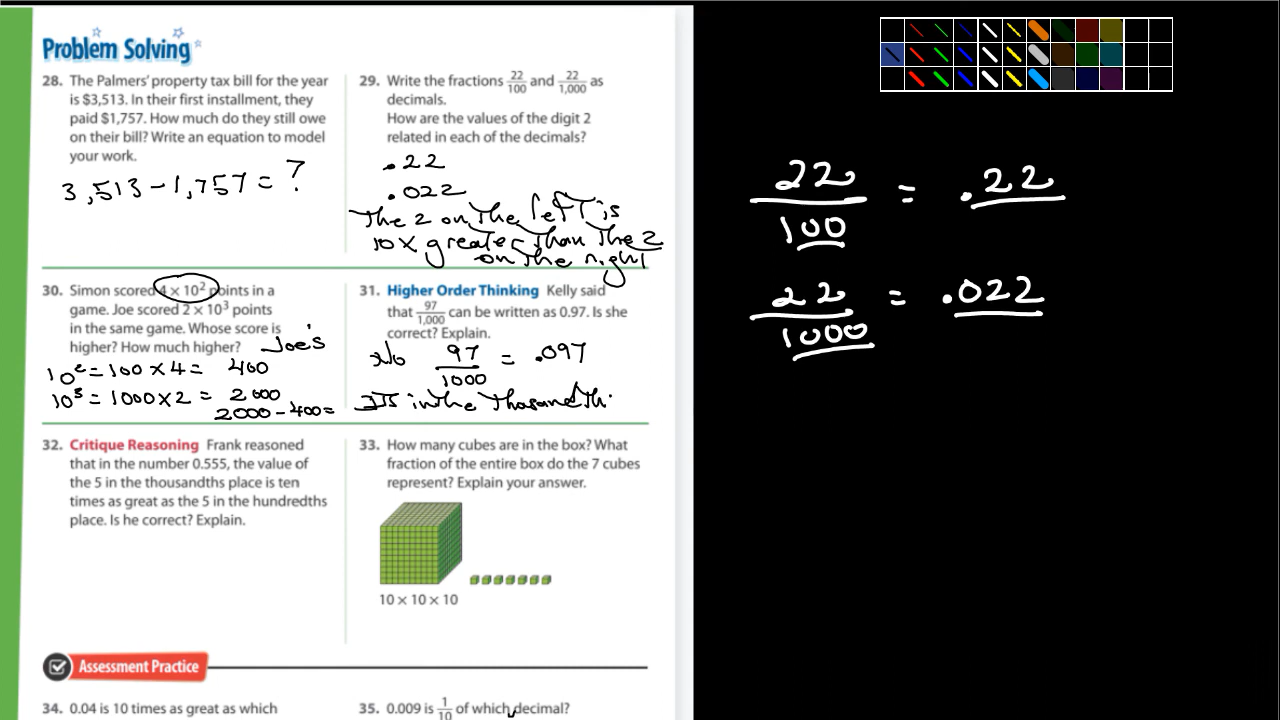 Problem Solving
28. The Palmers' property tax bill for the year
is $3,513. In their first installment, they
paid $1,757. How much do they still owe
on their bill? Write an equation to model
your work.
3,513 - 1,757 = ?
29. Write the fractions 22/100 and 22/1,000 as
decimals.
How are the values of the digit 2
related in each of the decimals?
.22
.022
The 2 on the left is
10x greater than the 2
on the right
30. Simon scored 4 × 10² points in a
game. Joe scored 2 × 10³ points
in the same game. Whose score is
higher? How much higher?
Joe's
10² = 100 × 4 = 400
10³ = 1000 × 2 = 2000
2000 - 400 =
31. Higher Order Thinking Kelly said
that 97/1,000 can be written as 0.97. Is she
correct? Explain.
No 97/1000 = .097
Its in the thousandth
32. Critique Reasoning Frank reasoned
that in the number 0.555, the value of
the 5 in the thousandths place is ten
times as great as the 5 in the hundredths
place. Is he correct? Explain.
33. How many cubes are in the box? What
fraction of the entire box do the 7 cubes
represent? Explain your answer.
10 × 10 × 10
Assessment Practice
34. 0.04 is 10 times as great as which
35. 0.009 is 1/10 of which decimal?
22/100 = .22
22/1000 = .022